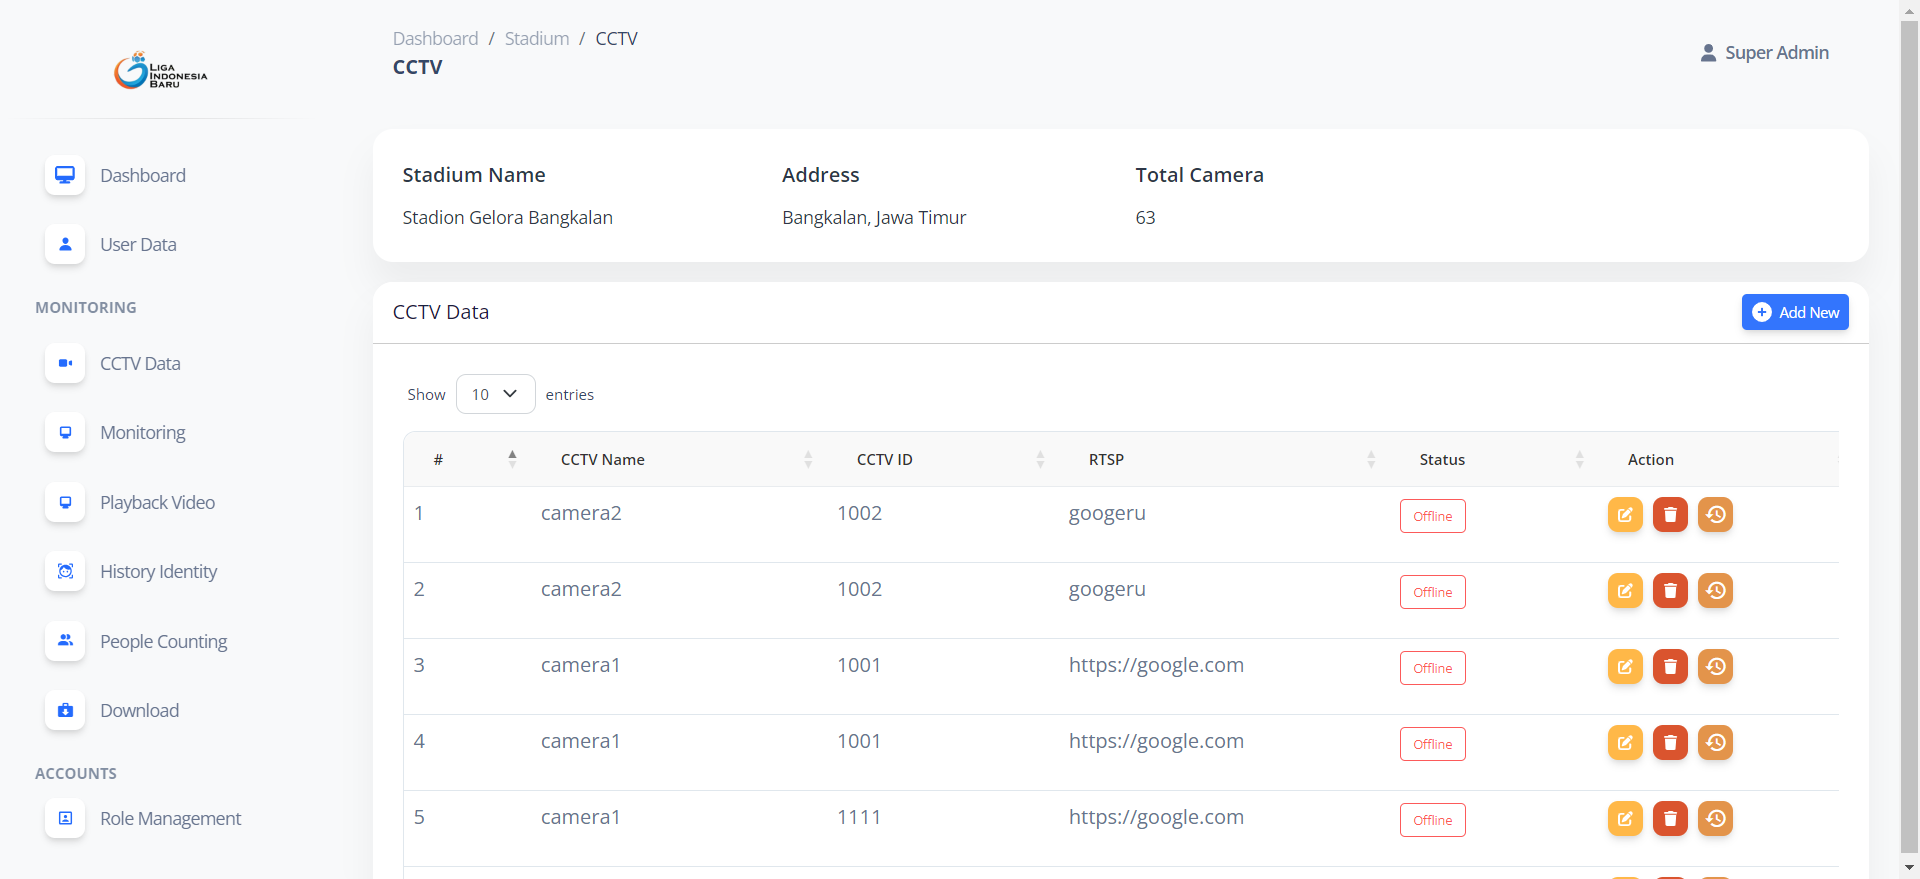 LIGA
INDONESIA
BARU
Dashboard
User Data
MONITORING
CCTV Data
Monitoring
Playback Video
History Identity
People Counting
Download
ACCOUNTS
Role Management
Dashboard / Stadium / CCTV
CCTV
Super Admin
Stadium Name Address Total Camera
Stadion Gelora Bangkalan Bangkalan, Jawa Timur 63
CCTV Data
Add New
Show 10 entries
# CCTV Name CCTV ID RTSP Status Action
1 camera2 1002 googeru Offline
2 camera2 1002 googeru Offline
3 camera1 1001 https://google.com Offline
4 camera1 1001 https://google.com Offline
5 camera1 1111 https://google.com Offline